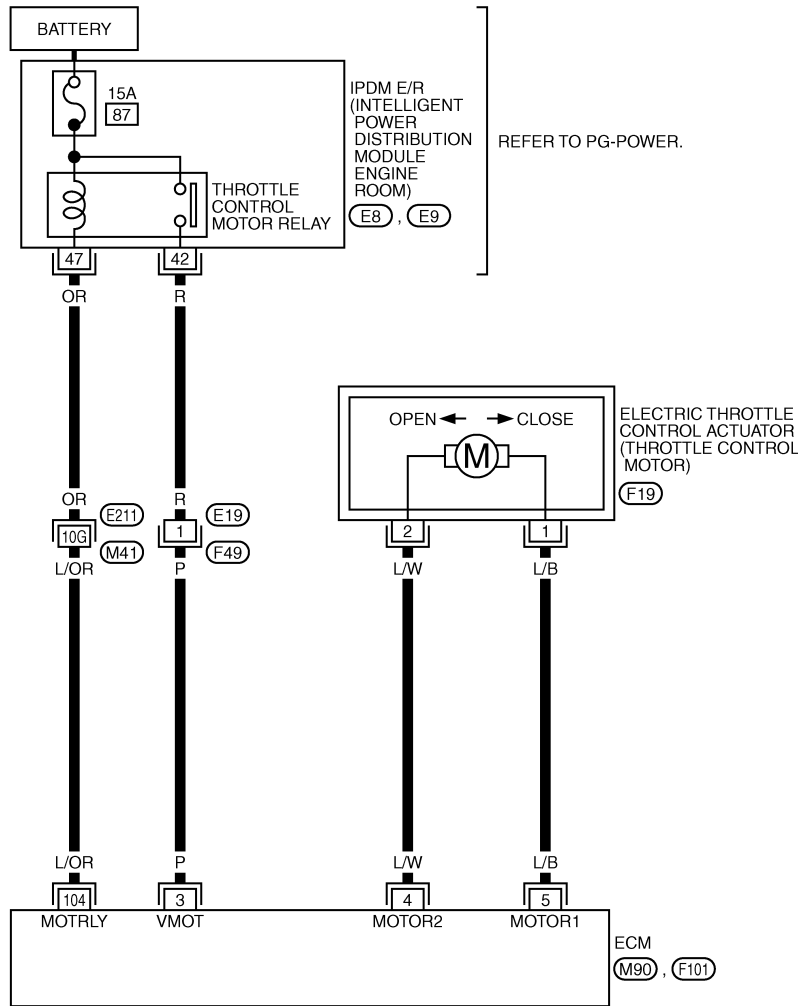 BATTERY
15A
87
IPDM E/R
(INTELLIGENT
POWER
DISTRIBUTION
MODULE
ENGINE
ROOM)
E8 , E9
REFER TO PG-POWER.
THROTTLE
CONTROL
MOTOR RELAY
47 42
OR R
OPEN CLOSE
M
ELECTRIC THROTTLE
CONTROL ACTUATOR
(THROTTLE CONTROL
MOTOR)
F19
OR R
E211 E19
10G 1 2 1
M41 F49
L/OR P L/W L/B
L/OR P L/W L/B
104 3 4 5
MOTRLY VMOT MOTOR2 MOTOR1
ECM
M90 , F101